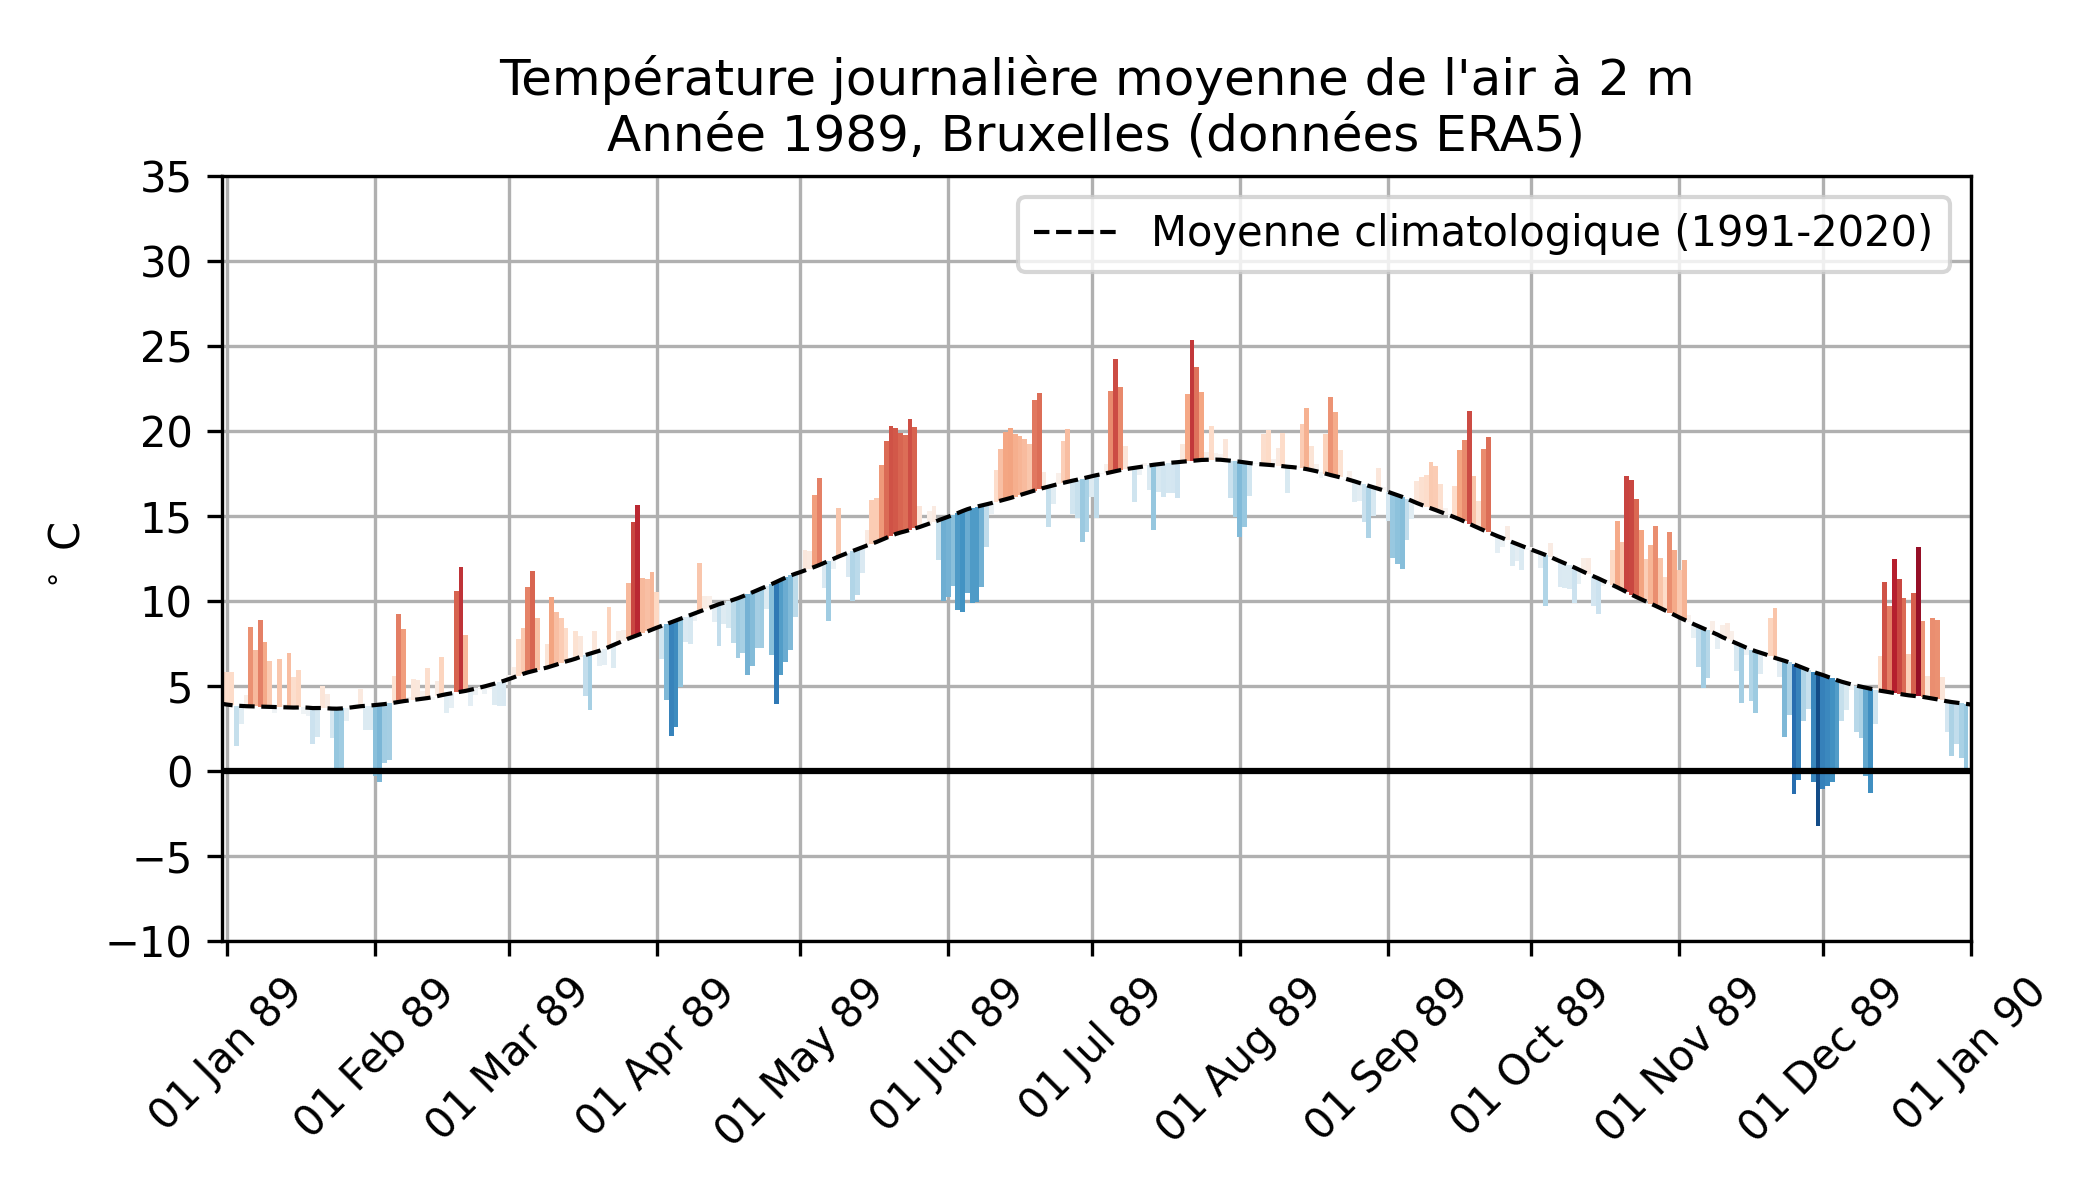 Température journalière moyenne de l'air à 2 m
Année 1989, Bruxelles (données ERA5)
Moyenne climatologique (1991-2020)
° C
35
30
25
20
15
10
5
0
−5
−10
01 Jan 89
01 Feb 89
01 Mar 89
01 Apr 89
01 May 89
01 Jun 89
01 Jul 89
01 Aug 89
01 Sep 89
01 Oct 89
01 Nov 89
01 Dec 89
01 Jan 90